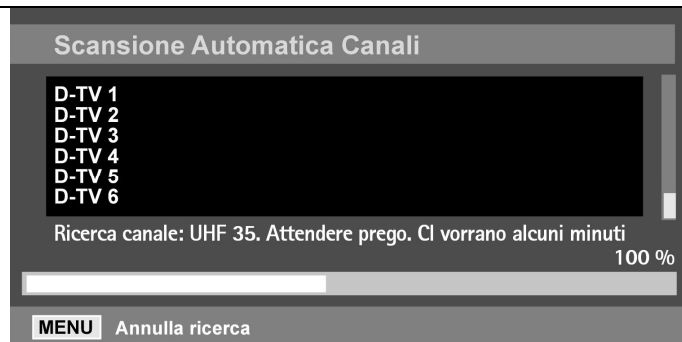 Scansione Automatica Canali
D-TV 1
D-TV 2
D-TV 3
D-TV 4
D-TV 5
D-TV 6
Ricerca canale: UHF 35. Attendere prego. CI vorrano alcuni minuti
100 %
MENU Annulla ricerca